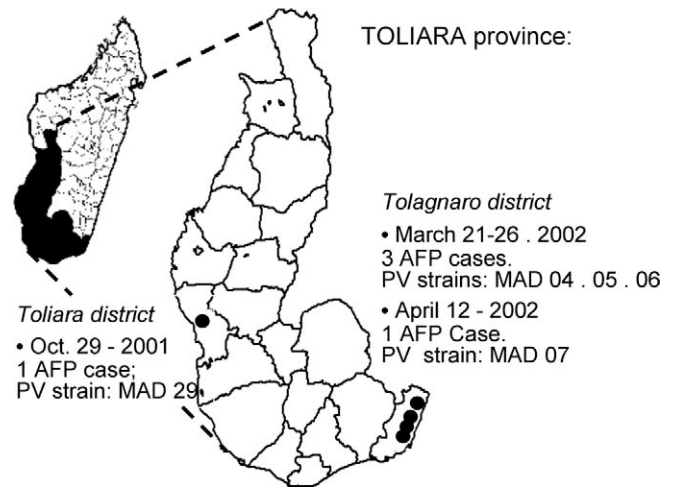 TOLIARA province:
Tolagnaro district
• March 21-26 . 2002
3 AFP cases.
PV strains: MAD 04 . 05 . 06
• April 12 - 2002
1 AFP Case.
PV strain: MAD 07
Toliara district
• Oct. 29 - 2001
1 AFP case;
PV strain: MAD 29